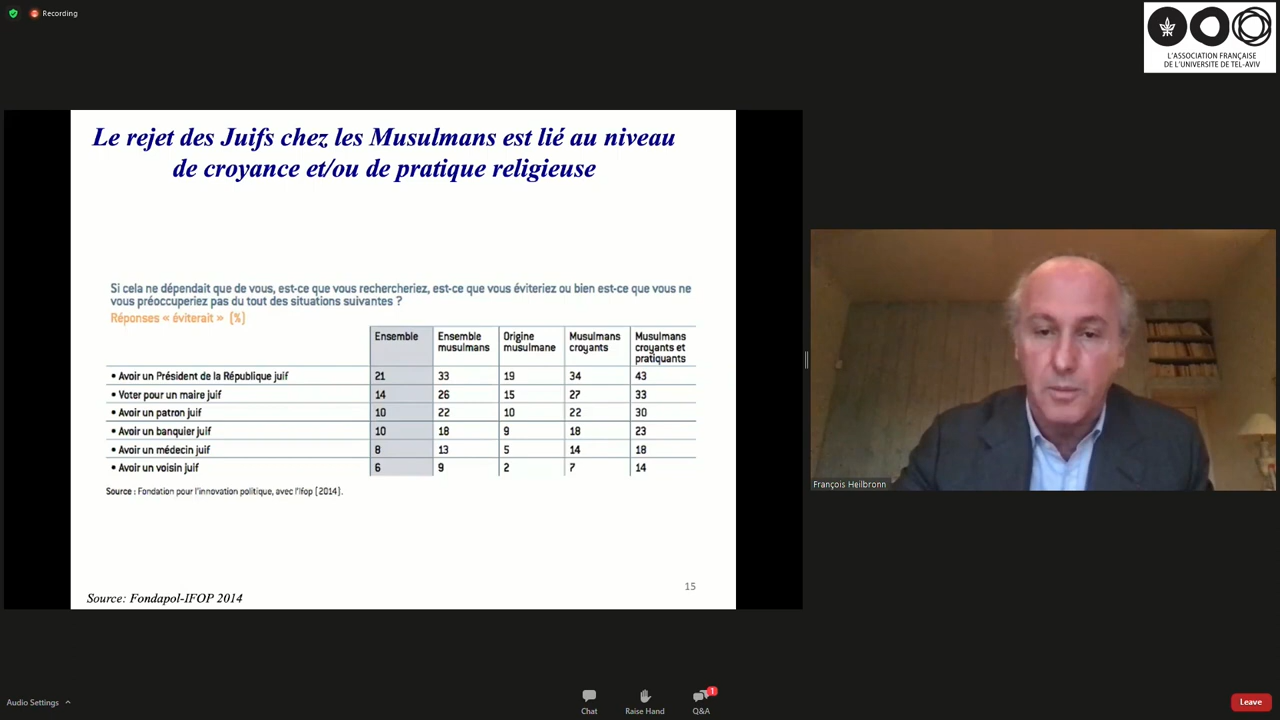 Recording
L'ASSOCIATION FRANÇAISE
DE L'UNIVERSITE DE TEL-AVIV
Le rejet des Juifs chez les Musulmans est lié au niveau
de croyance et/ou de pratique religieuse
Si cela ne dépendait que de vous, est-ce que vous rechercheriez, est-ce que vous éviteriez ou bien est-ce que vous ne
vous préoccuperiez pas du tout des situations suivantes ?
Réponses « éviterait » (%)
Ensemble Ensemble musulmans Origine musulmane Musulmans croyants Musulmans croyants et pratiquants
• Avoir un Président de la République juif 21 33 19 34 43
• Voter pour un maire juif 14 26 15 27 33
• Avoir un patron juif 10 22 10 22 30
• Avoir un banquier juif 10 18 9 18 23
• Avoir un médecin juif 8 13 5 14 18
• Avoir un voisin juif 6 9 2 7 14
Source : Fondation pour l'innovation politique, avec l'Ifop (2014).
15
Source: Fondapol-IFOP 2014
François Heilbronn
Audio Settings
Chat
Raise Hand
1
Q&A
Leave